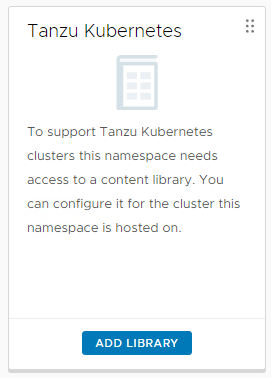 Tanzu Kubernetes
To support Tanzu Kubernetes
clusters this namespace needs
access to a content library. You
can configure it for the cluster this
namespace is hosted on.
ADD LIBRARY